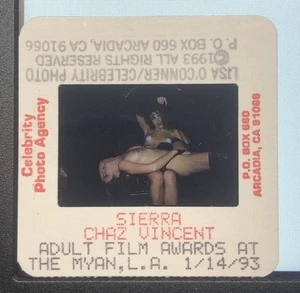 LISA O'CONNER/CELEBRITY PHOTO
©1993 ALL RIGHTS RESERVED
P. O. BOX 660 ARCADIA, CA 91066
Celebrity
Photo Agency
P.O. BOX 660
ARCADIA, CA 91066
SIERRA
CHAZ VINCENT
ADULT FILM AWARDS AT
THE MYAN,L.A. 1/14/93